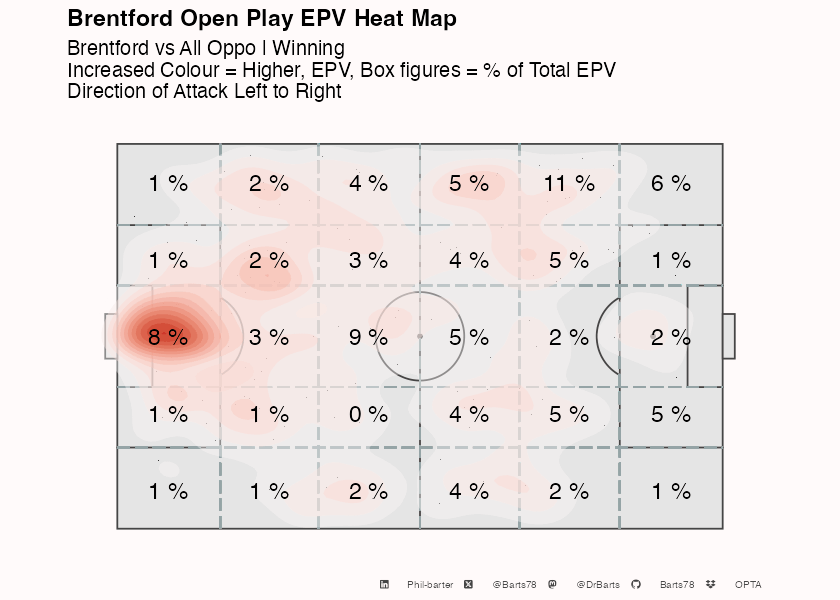 Brentford Open Play EPV Heat Map
Brentford vs All Oppo | Winning
Increased Colour = Higher, EPV, Box figures = % of Total EPV
Direction of Attack Left to Right
1 % 2 % 4 % 5 % 11 % 6 %
1 % 2 % 3 % 4 % 5 % 1 %
8 % 3 % 9 % 5 % 2 % 2 %
1 % 1 % 0 % 4 % 5 % 5 %
1 % 1 % 2 % 4 % 2 % 1 %
Phil-barter @Barts78 @DrBarts Barts78 OPTA